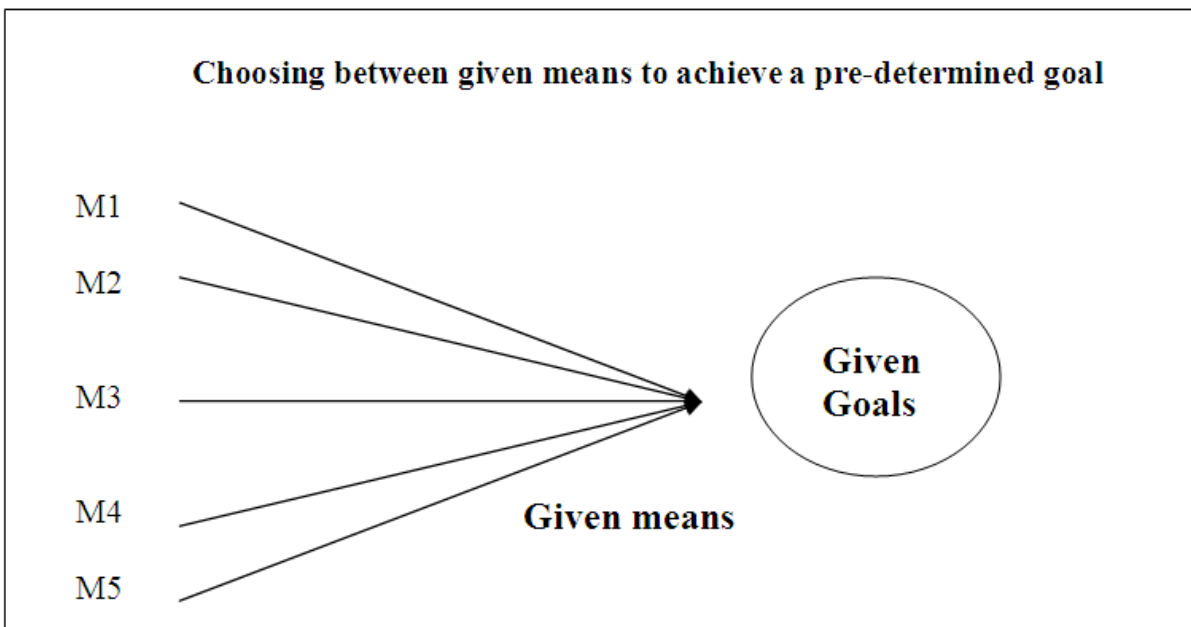 Choosing between given means to achieve a pre-determined goal
M1
M2
M3
M4
M5
Given
Goals
Given means